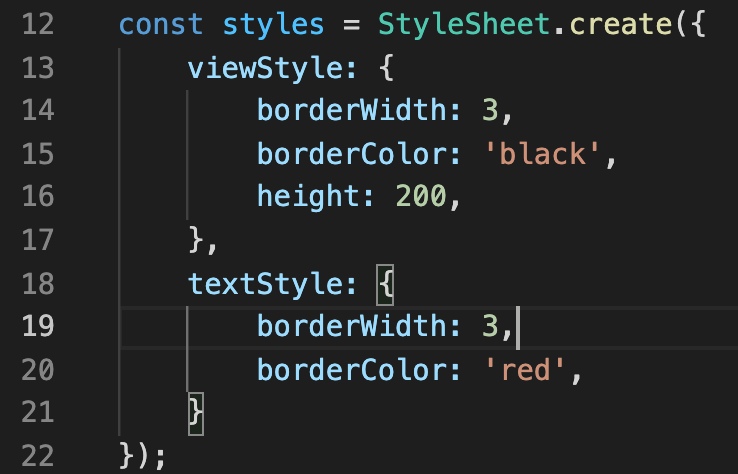 12 const styles = StyleSheet.create({
13 viewStyle: {
14 borderWidth: 3,
15 borderColor: 'black',
16 height: 200,
17 },
18 textStyle: {
19 borderWidth: 3,
20 borderColor: 'red',
21 }
22 });